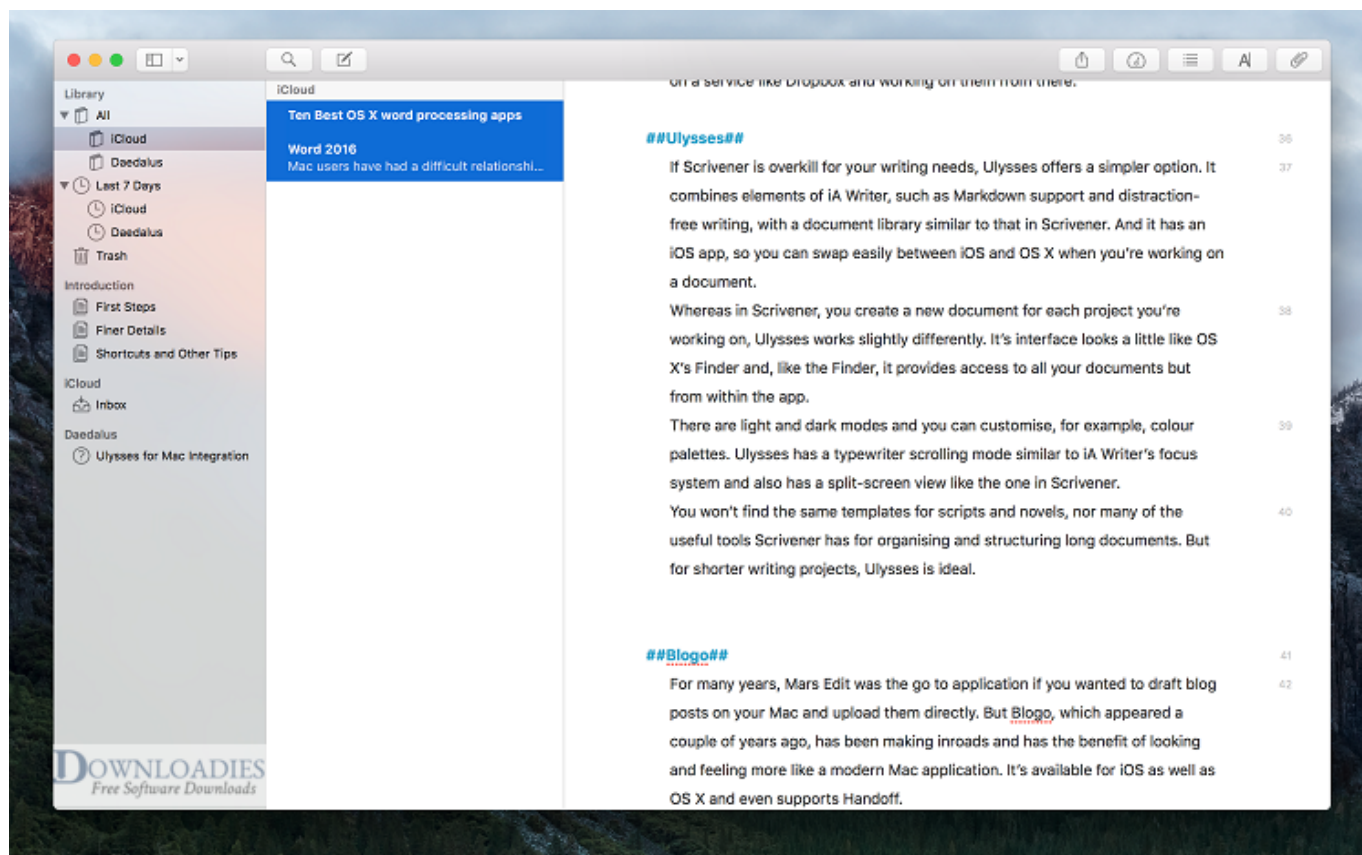 Library
All
iCloud
Daedalus
Last 7 Days
iCloud
Daedalus
Trash
Introduction
First Steps
Finer Details
Shortcuts and Other Tips
iCloud
Inbox
Daedalus
Ulysses for Mac Integration
DOWNLOADIES
Free Software Downloads
iCloud
Ten Best OS X word processing apps
Word 2016
Mac users have had a difficult relationshi...
on a service like Dropbox and working on them from there.
##Ulysses## 36
If Scrivener is overkill for your writing needs, Ulysses offers a simpler option. It 37
combines elements of iA Writer, such as Markdown support and distraction-
free writing, with a document library similar to that in Scrivener. And it has an
iOS app, so you can swap easily between iOS and OS X when you're working on
a document.
Whereas in Scrivener, you create a new document for each project you're 38
working on, Ulysses works slightly differently. It's interface looks a little like OS
X's Finder and, like the Finder, it provides access to all your documents but
from within the app.
There are light and dark modes and you can customise, for example, colour 39
palettes. Ulysses has a typewriter scrolling mode similar to iA Writer's focus
system and also has a split-screen view like the one in Scrivener.
You won't find the same templates for scripts and novels, nor many of the 40
useful tools Scrivener has for organising and structuring long documents. But
for shorter writing projects, Ulysses is ideal.
##Blogo## 41
For many years, Mars Edit was the go to application if you wanted to draft blog 42
posts on your Mac and upload them directly. But Blogo, which appeared a
couple of years ago, has been making inroads and has the benefit of looking
and feeling more like a modern Mac application. It's available for iOS as well as
OS X and even supports Handoff.